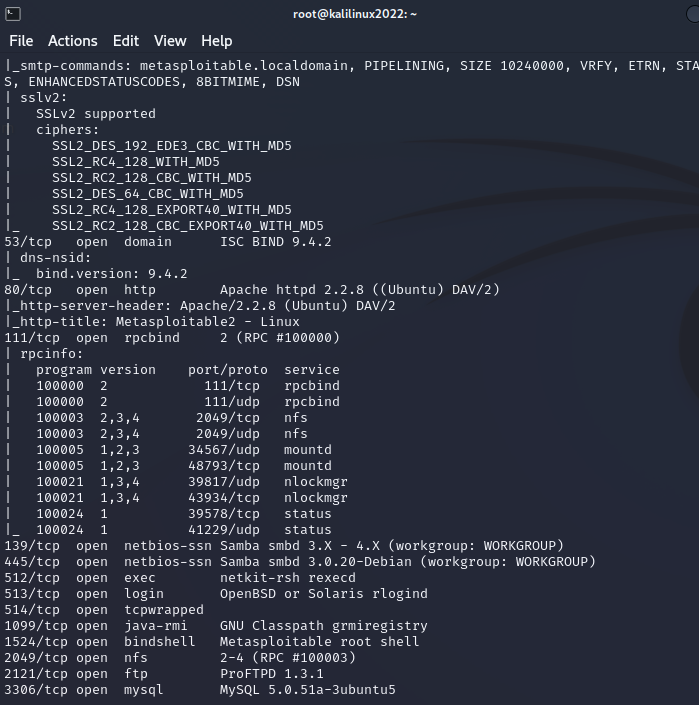 root@kalilinux2022: ~
File Actions Edit View Help
|_smtp-commands: metasploitable.localdomain, PIPELINING, SIZE 10240000, VRFY, ETRN, STA
S, ENHANCEDSTATUSCODES, 8BITMIME, DSN
| sslv2:
|   SSLv2 supported
|   ciphers:
|     SSL2_DES_192_EDE3_CBC_WITH_MD5
|     SSL2_RC4_128_WITH_MD5
|     SSL2_RC2_128_CBC_WITH_MD5
|     SSL2_DES_64_CBC_WITH_MD5
|     SSL2_RC4_128_EXPORT40_WITH_MD5
|_    SSL2_RC2_128_CBC_EXPORT40_WITH_MD5
53/tcp   open  domain      ISC BIND 9.4.2
| dns-nsid:
|_  bind.version: 9.4.2
80/tcp   open  http        Apache httpd 2.2.8 ((Ubuntu) DAV/2)
|_http-server-header: Apache/2.2.8 (Ubuntu) DAV/2
|_http-title: Metasploitable2 - Linux
111/tcp  open  rpcbind     2 (RPC #100000)
| rpcinfo:
|   program version    port/proto  service
|   100000  2            111/tcp   rpcbind
|   100000  2            111/udp   rpcbind
|   100003  2,3,4       2049/tcp   nfs
|   100003  2,3,4       2049/udp   nfs
|   100005  1,2,3      34567/udp   mountd
|   100005  1,2,3      48793/tcp   mountd
|   100021  1,3,4      39817/udp   nlockmgr
|   100021  1,3,4      43934/tcp   nlockmgr
|   100024  1          39578/tcp   status
|_  100024  1          41229/udp   status
139/tcp  open  netbios-ssn Samba smbd 3.X - 4.X (workgroup: WORKGROUP)
445/tcp  open  netbios-ssn Samba smbd 3.0.20-Debian (workgroup: WORKGROUP)
512/tcp  open  exec        netkit-rsh rexecd
513/tcp  open  login       OpenBSD or Solaris rlogind
514/tcp  open  tcpwrapped
1099/tcp open  java-rmi    GNU Classpath grmiregistry
1524/tcp open  bindshell   Metasploitable root shell
2049/tcp open  nfs         2-4 (RPC #100003)
2121/tcp open  ftp         ProFTPD 1.3.1
3306/tcp open  mysql       MySQL 5.0.51a-3ubuntu5